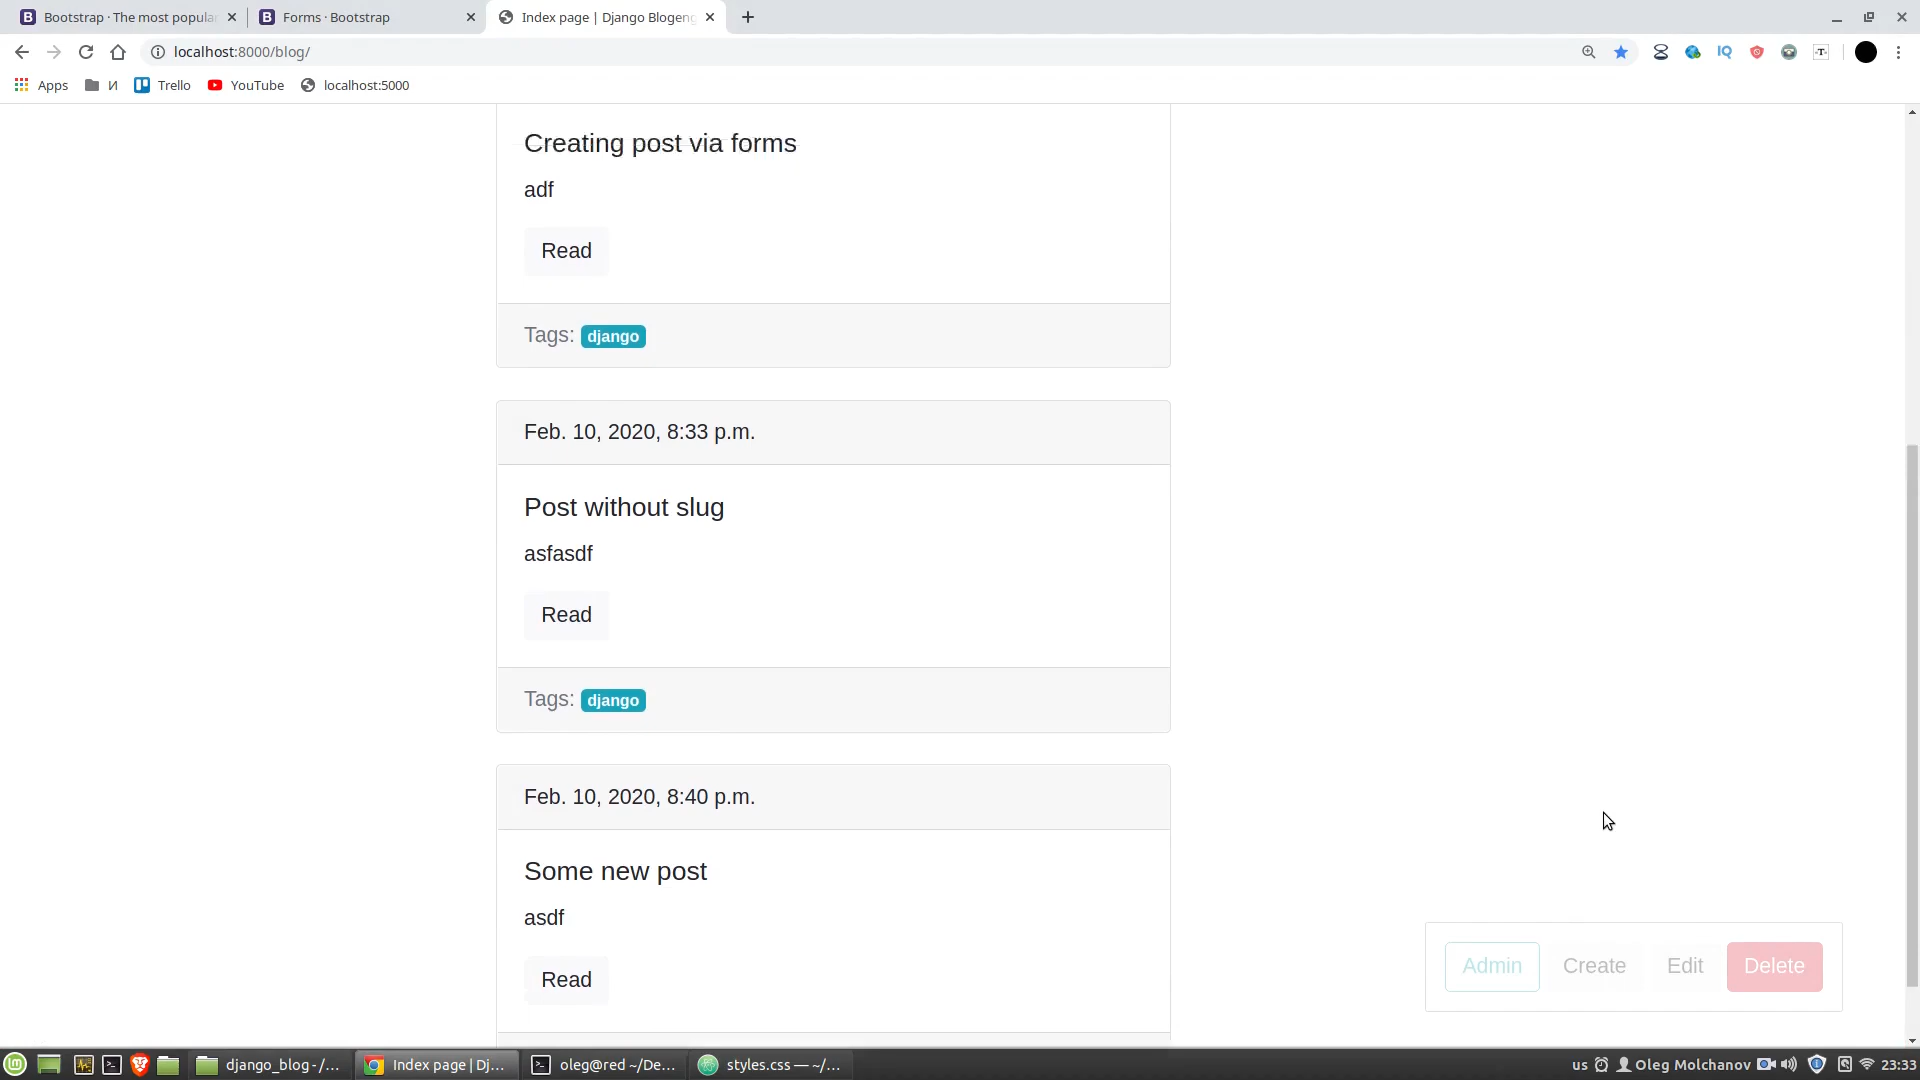 Bootstrap · The most popula
Forms · Bootstrap
Index page | Django Blogeng
localhost:8000/blog/
Apps
И
Trello
YouTube
localhost:5000
Creating post via forms
adf
Read
Tags: django
Feb. 10, 2020, 8:33 p.m.
Post without slug
asfasdf
Read
Tags: django
Feb. 10, 2020, 8:40 p.m.
Some new post
asdf
Read
Admin
Create
Edit
Delete
django_blog - /...
Index page | Dj...
oleg@red ~/De...
styles.css — ~/...
us
Oleg Molchanov
23:33